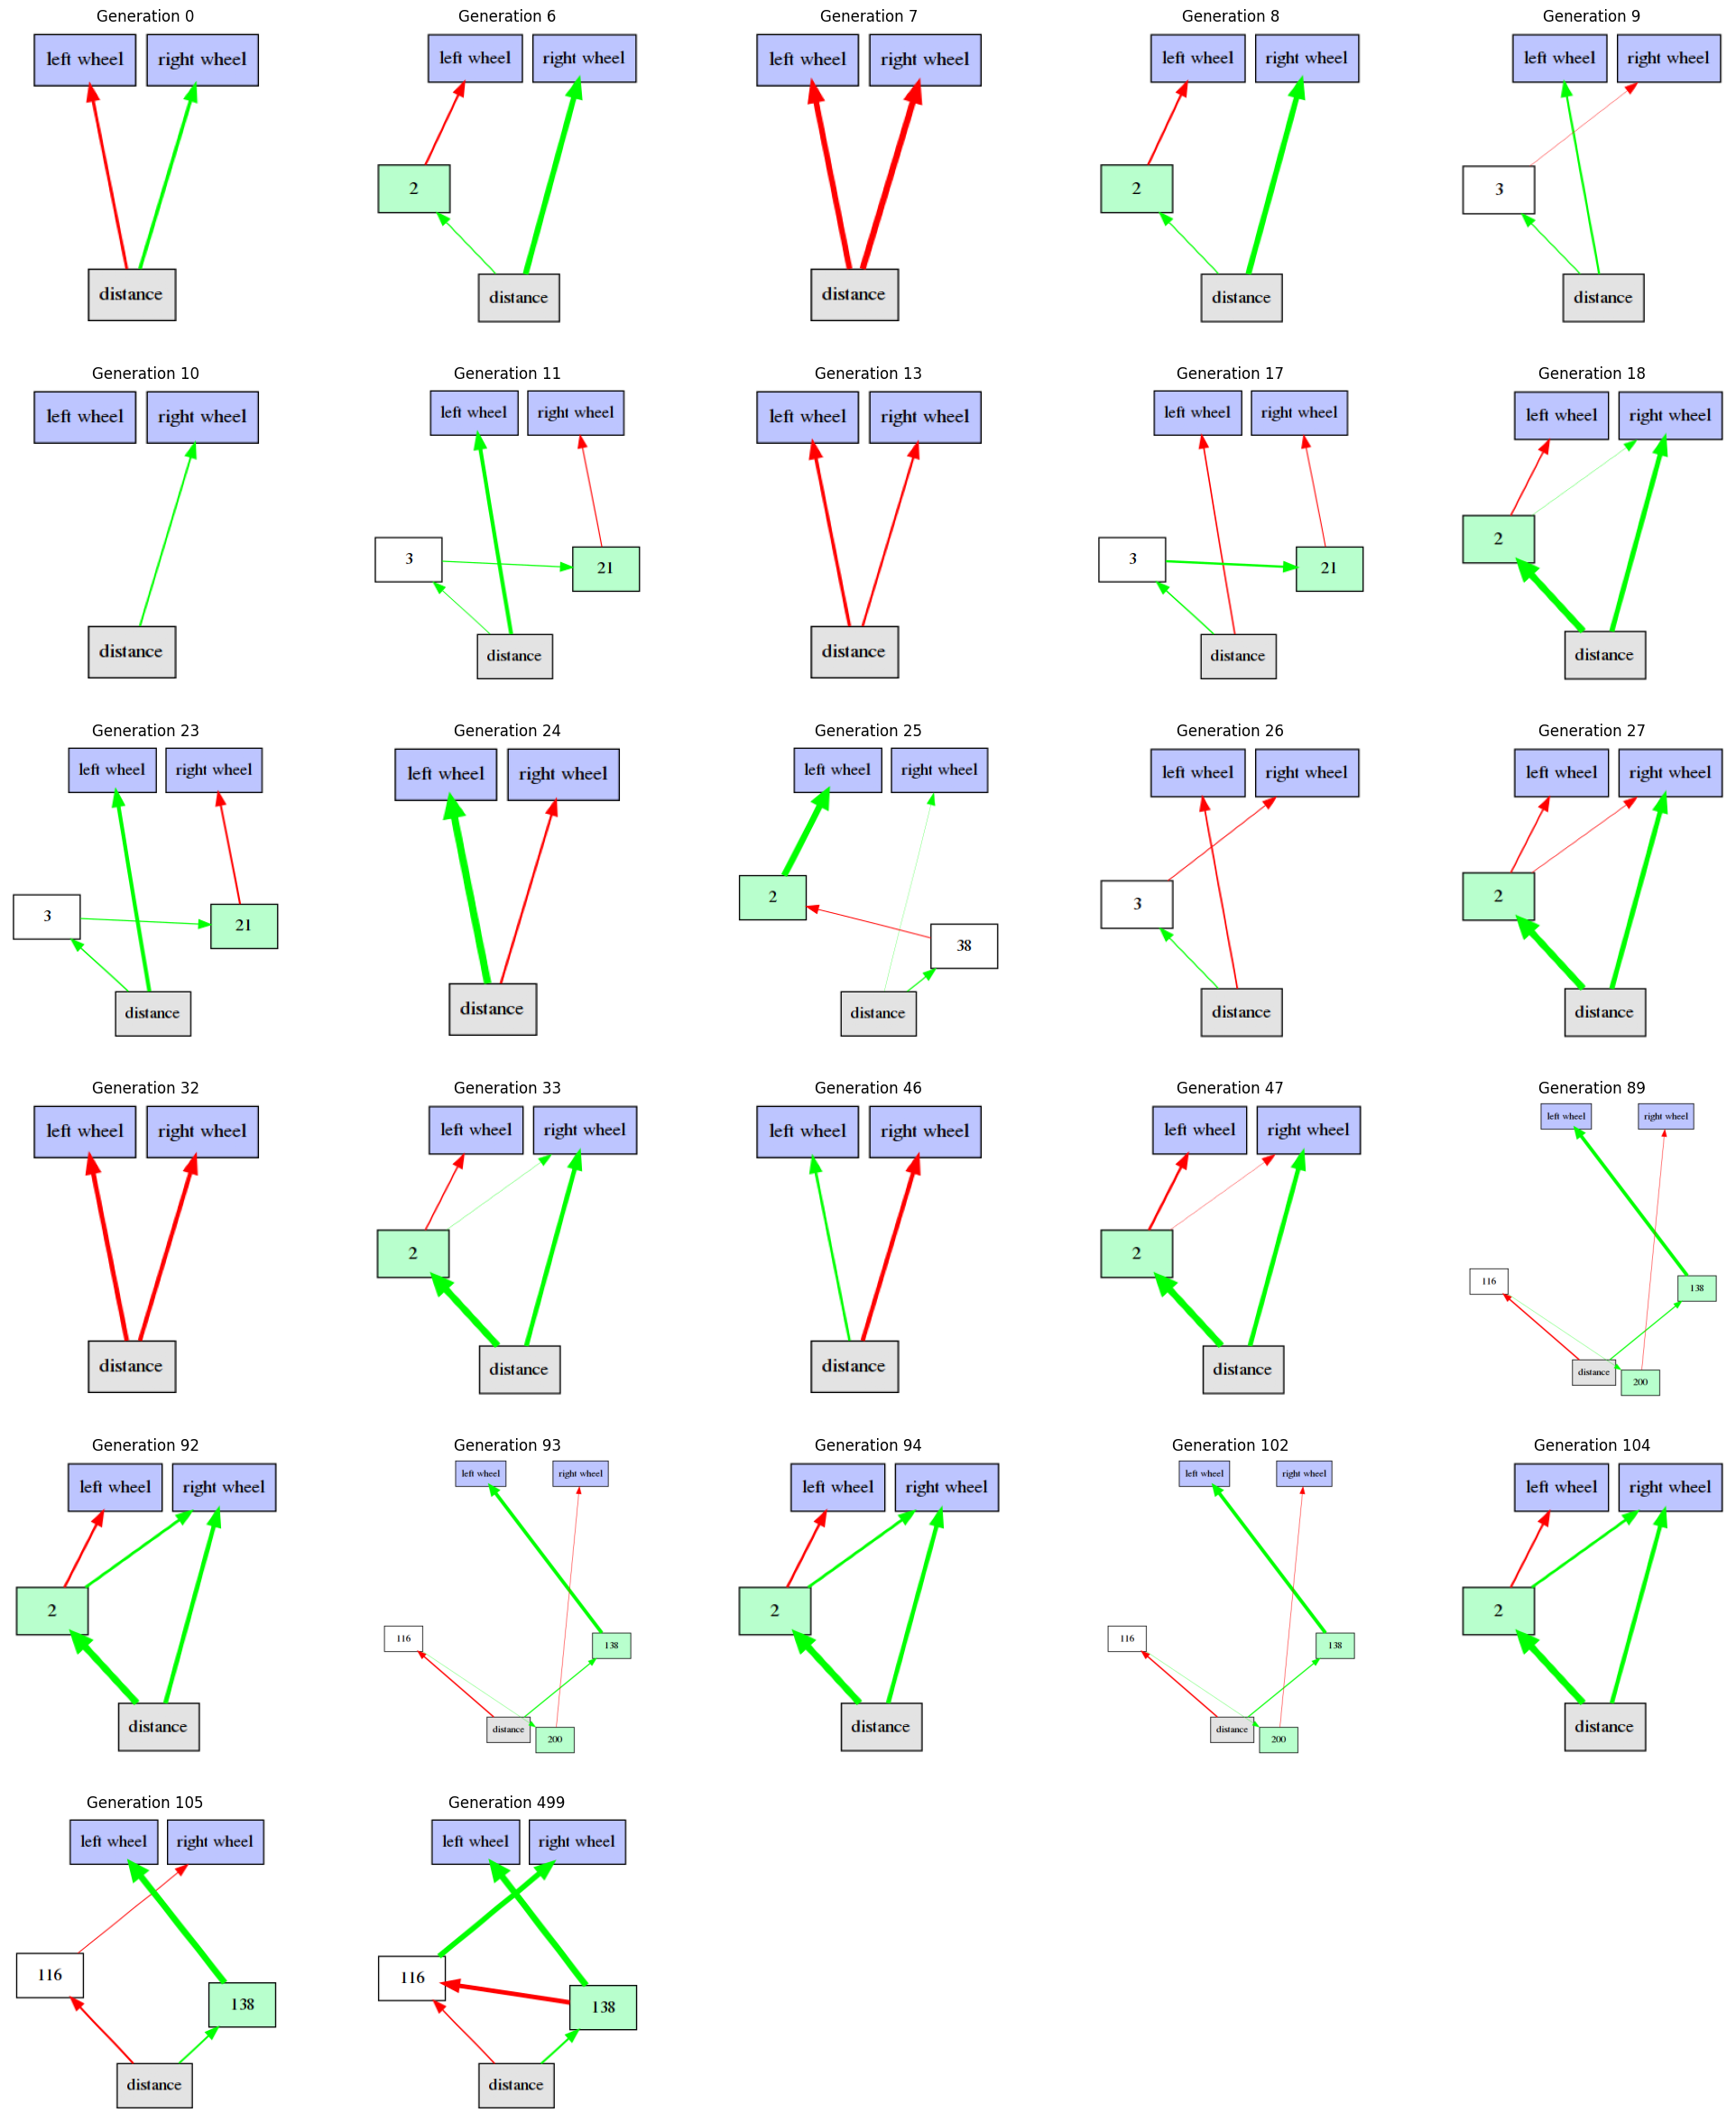 Generation 0
left wheel right wheel
distance
Generation 6
left wheel right wheel
2
distance
Generation 7
left wheel right wheel
distance
Generation 8
left wheel right wheel
2
distance
Generation 9
left wheel right wheel
3
distance
Generation 10
left wheel right wheel
distance
Generation 11
left wheel right wheel
3
21
distance
Generation 13
left wheel right wheel
distance
Generation 17
left wheel right wheel
3
21
distance
Generation 18
left wheel right wheel
2
distance
Generation 23
left wheel right wheel
3
21
distance
Generation 24
left wheel right wheel
distance
Generation 25
left wheel right wheel
2
38
distance
Generation 26
left wheel right wheel
3
distance
Generation 27
left wheel right wheel
2
distance
Generation 32
left wheel right wheel
distance
Generation 33
left wheel right wheel
2
distance
Generation 46
left wheel right wheel
distance
Generation 47
left wheel right wheel
2
distance
Generation 89
left wheel right wheel
116
138
distance
200
Generation 92
left wheel right wheel
2
distance
Generation 93
left wheel right wheel
116
138
distance
200
Generation 94
left wheel right wheel
2
distance
Generation 102
left wheel right wheel
116
138
distance
200
Generation 104
left wheel right wheel
2
distance
Generation 105
left wheel right wheel
116
138
distance
Generation 499
left wheel right wheel
116
138
distance